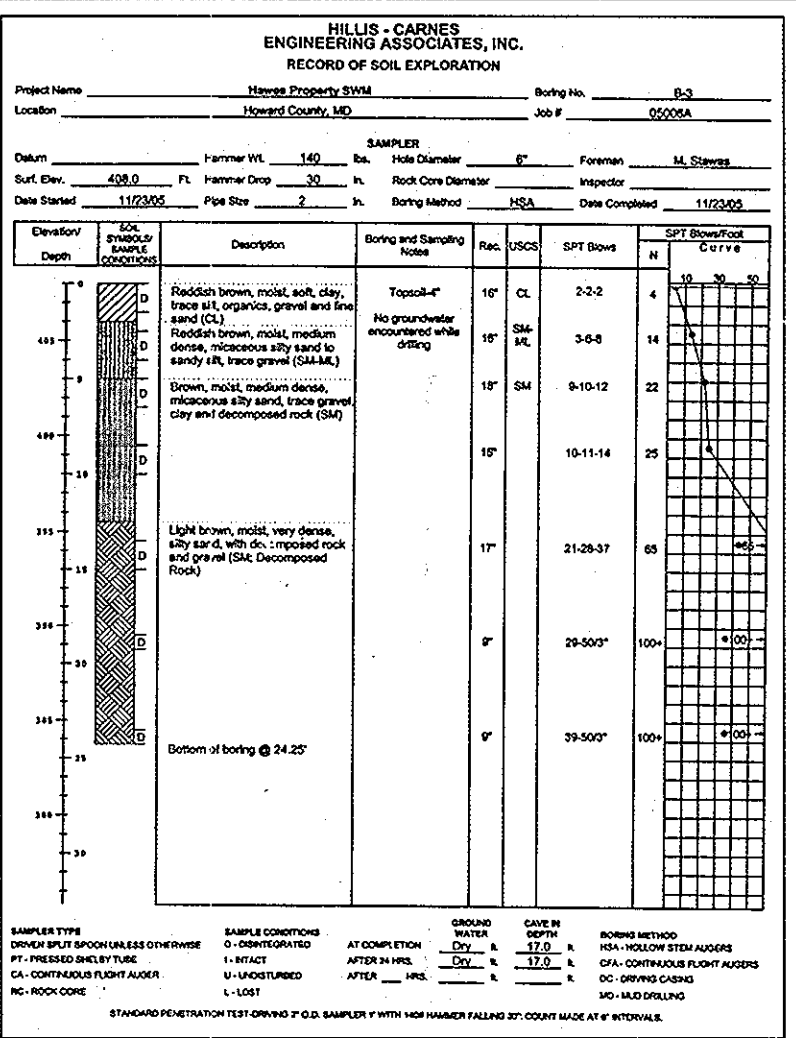 HILLIS - CARNES
ENGINEERING ASSOCIATES, INC.
RECORD OF SOIL EXPLORATION
Project Name Hawes Property SWM Boring No. B-3
Location Howard County, MD Job # 05006A
SAMPLER
Datum Hammer Wt. 140 lbs. Hole Diameter 6" Foreman M. Stawas
Surf. Elev. 408.0 Ft. Hammer Drop 30 in. Rock Core Diameter Inspector
Date Started 11/23/05 Pipe Size 2 in. Boring Method HSA Date Completed 11/23/05
Elevation/ Depth SOIL SYMBOLS/ SAMPLE CONDITIONS Description Boring and Sampling Notes Rec. USCS SPT Blows SPT Blows/Foot
N Curve
10 30 50
0
D Reddish brown, moist, soft, clay, trace silt, organics, gravel and fine sand (CL) Topsoil-4" 16" CL 2-2-2 4
No groundwater encountered while drilling
405 D Reddish brown, moist, medium dense, micaceous silty sand to sandy silt, trace gravel (SM-ML) 16" SM-ML 3-6-8 14
D Brown, moist, medium dense, micaceous silty sand, trace gravel, clay and decomposed rock (SM) 18" SM 9-10-12 22
400
D 15" 10-11-14 25
10
395 Light brown, moist, very dense, silty sand, with decomposed rock and gravel (SM; Decomposed Rock)
D 17" 21-28-37 65
15
D 9" 29-50/3" 100+
D 9" 39-50/3" 100+
Bottom of boring @ 24.25'
25
30
SAMPLER TYPE SAMPLE CONDITIONS GROUND WATER CAVE IN DEPTH BORING METHOD
DRIVEN SPLIT SPOON UNLESS OTHERWISE D - DISINTEGRATED AT COMPLETION Dry ft. 17.0 ft. HSA - HOLLOW STEM AUGERS
PT - PRESSED SHELBY TUBE I - INTACT AFTER 24 HRS. Dry ft. 17.0 ft. CFA - CONTINUOUS FLIGHT AUGERS
CA - CONTINUOUS FLIGHT AUGER U - UNDISTURBED AFTER HRS. ft. ft. DC - DRIVING CASING
RC - ROCK CORE L - LOST MD - MUD DRILLING
STANDARD PENETRATION TEST-DRIVING 2" O.D. SAMPLER 1' WITH 140# HAMMER FALLING 30"; COUNT MADE AT 6" INTERVALS.